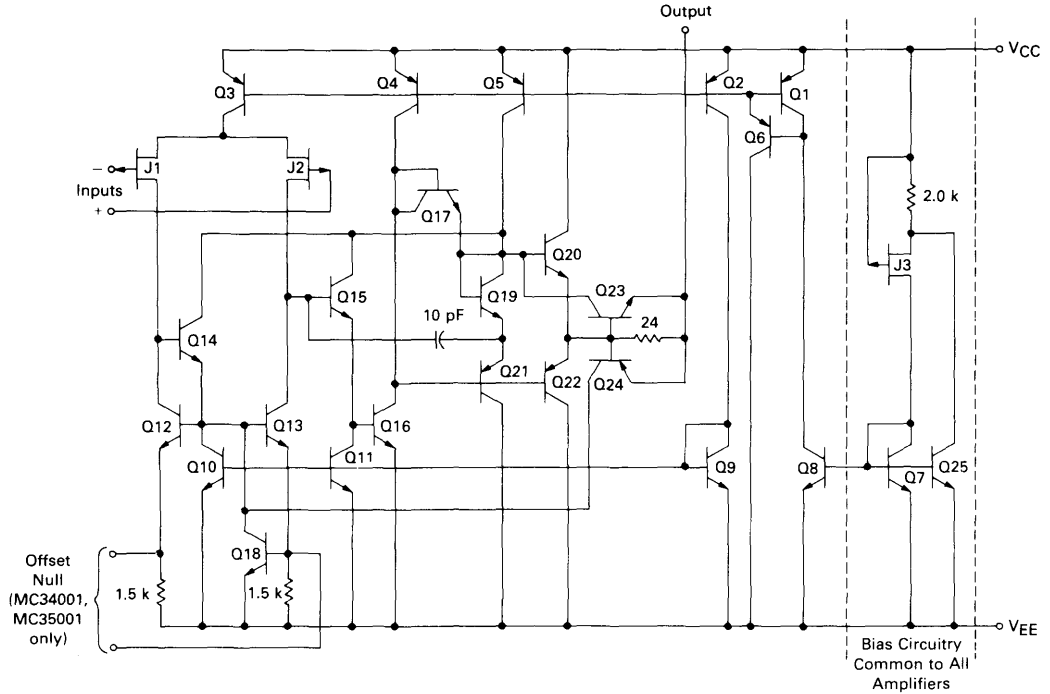 Output
VCC
Q3
Q4
Q5
Q2
Q1
Q6
−
J1
J2
Inputs
+
Q17
2.0 k
J3
Q20
Q15
Q19
Q23
10 pF
24
Q14
Q21
Q22
Q24
Q12
Q13
Q16
Q10
Q11
Q9
Q8
Q7
Q25
Q18
Offset
Null
(MC34001,
MC35001
only)
1.5 k
1.5 k
VEE
Bias Circuitry
Common to All
Amplifiers